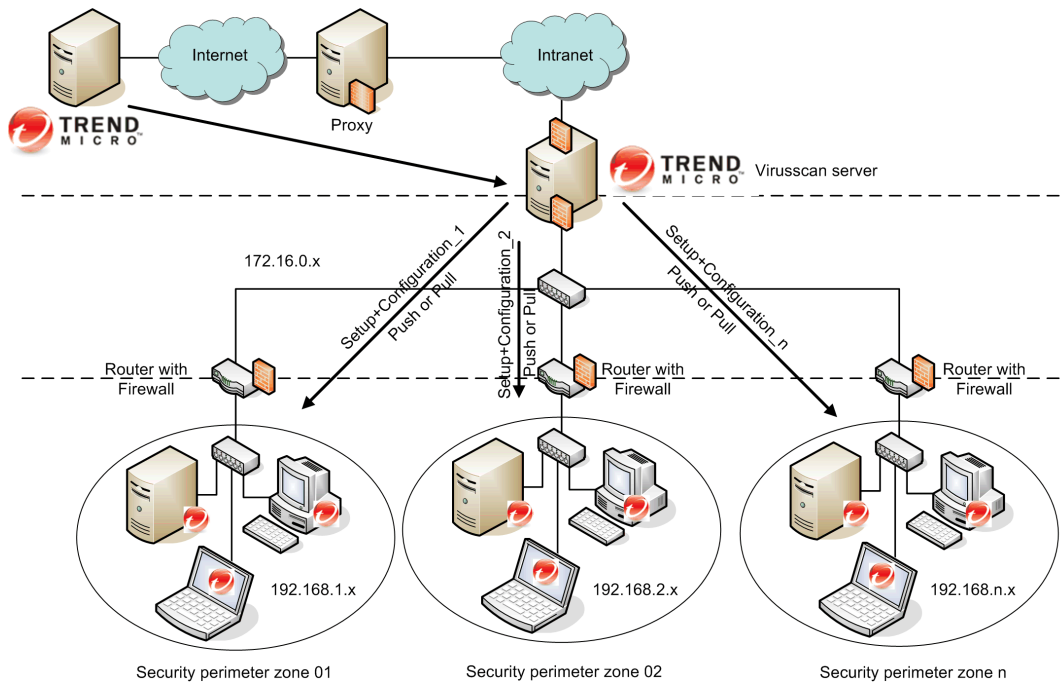 Internet
Intranet
Proxy
TREND
MICRO™
TREND
MICRO™
Virusscan server
172.16.0.x
Setup+Configuration_1
Push or Pull
Setup+Configuration_2
Push or Pull
Setup+Configuration_n
Push or Pull
Router with
Firewall
Router with
Firewall
Router with
Firewall
192.168.1.x
192.168.2.x
192.168.n.x
Security perimeter zone 01
Security perimeter zone 02
Security perimeter zone n